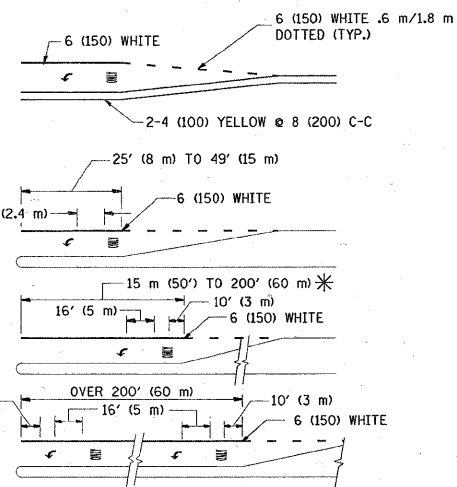 6 (150) WHITE .6 m/1.8 m
DOTTED (TYP.)
6 (150) WHITE
2-4 (100) YELLOW @ 8 (200) C-C
25' (8 m) TO 49' (15 m)
6 (150) WHITE
(2.4 m)
15 m (50') TO 200' (60 m) *
16' (5 m)
10' (3 m)
6 (150) WHITE
OVER 200' (60 m)
16' (5 m)
10' (3 m)
6 (150) WHITE